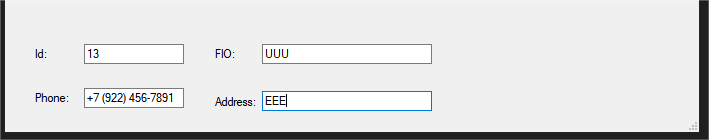 Id: 13 FIO: UUU
Phone: +7 (922) 456-7891 Address: EEE